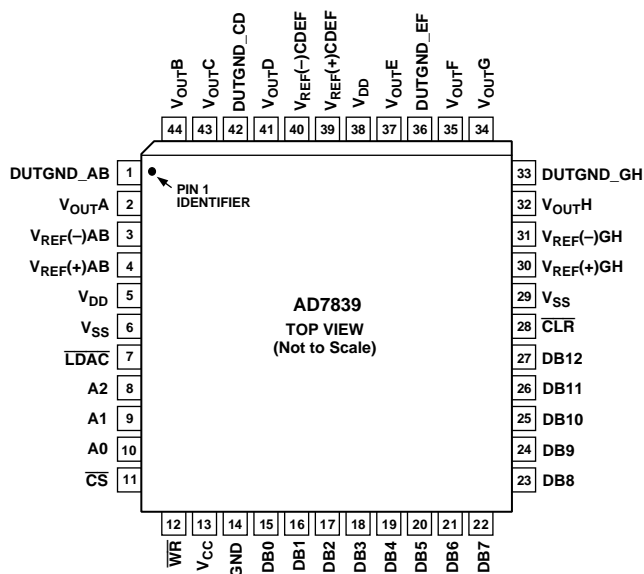 VOUTB
VOUTC
DUTGND_CD
VOUTD
VREF(–)CDEF
VREF(+)CDEF
VDD
VOUTE
DUTGND_EF
VOUTF
VOUTG
44 43 42 41 40 39 38 37 36 35 34
DUTGND_AB 1
VOUTA 2
VREF(–)AB 3
VREF(+)AB 4
VDD 5
VSS 6
LDAC 7
A2 8
A1 9
A0 10
CS 11
PIN 1
IDENTIFIER
AD7839
TOP VIEW
(Not to Scale)
33 DUTGND_GH
32 VOUTH
31 VREF(–)GH
30 VREF(+)GH
29 VSS
28 CLR
27 DB12
26 DB11
25 DB10
24 DB9
23 DB8
12 13 14 15 16 17 18 19 20 21 22
WR
VCC
GND
DB0
DB1
DB2
DB3
DB4
DB5
DB6
DB7